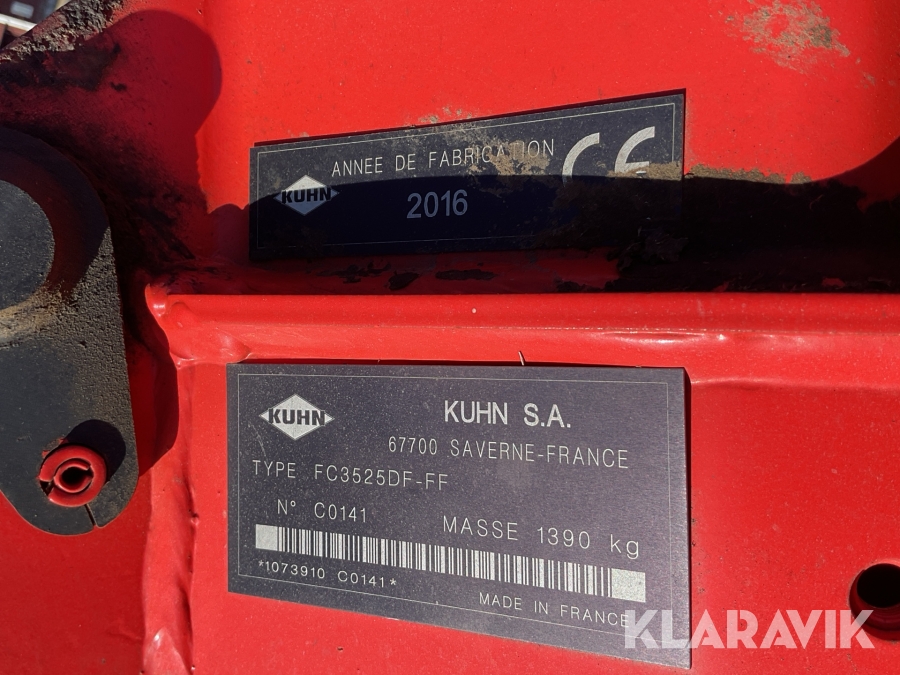 ANNEE DE FABRICATION
CE
KUHN
2016
KUHN
KUHN S.A.
67700 SAVERNE-FRANCE
TYPE FC3525DF-FF
N° C0141 MASSE 1390 kg
*1073910 C0141*
MADE IN FRANCE
KLARAVIK